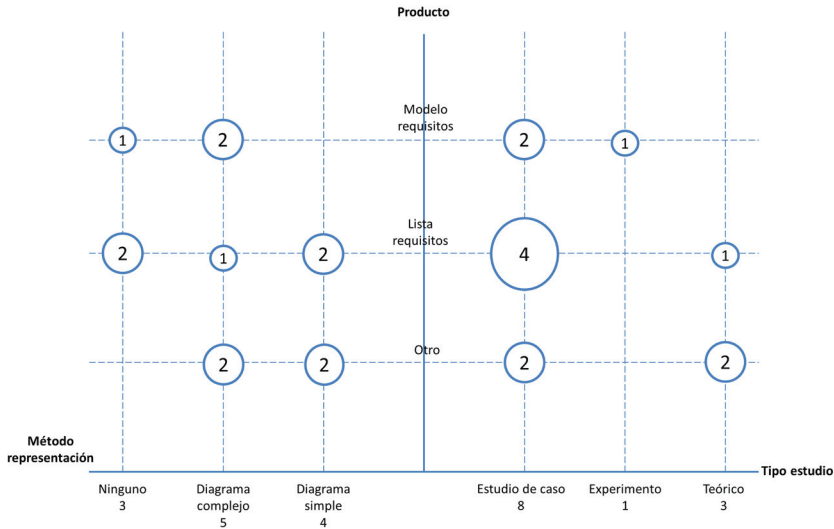 Producto
Modelo
requisitos
1
2
2
1
Lista
requisitos
2
1
2
4
1
Otro
2
2
2
2
Método
representación
Tipo estudio
Ninguno
3
Diagrama
complejo
5
Diagrama
simple
4
Estudio de caso
8
Experimento
1
Teórico
3